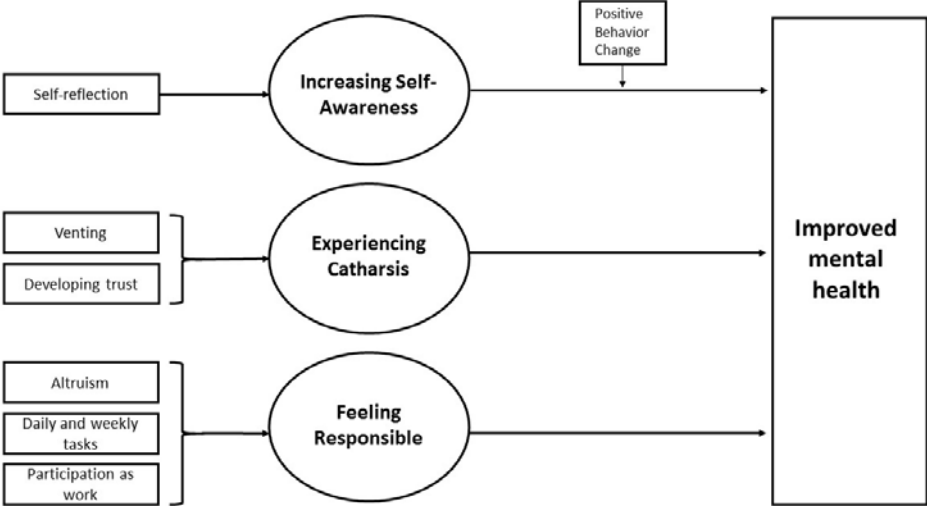 Positive
Behavior
Change
Self-reflection
Increasing Self-
Awareness
Venting
Developing trust
Experiencing
Catharsis
Improved
mental
health
Altruism
Daily and weekly
tasks
Participation as
work
Feeling
Responsible